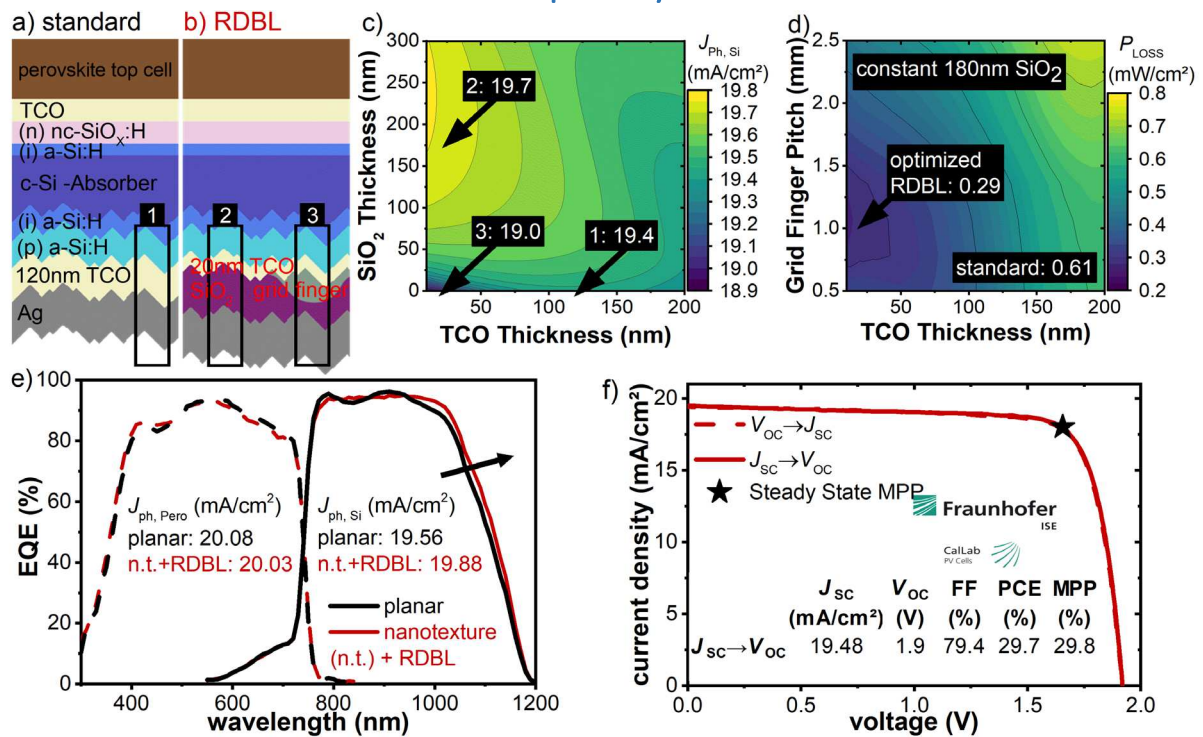 a) standard
perovskite top cell
TCO
(n) nc-SiOX:H
(i) a-Si:H
c-Si -Absorber
(i) a-Si:H
(p) a-Si:H
120nm TCO
Ag
1
b) RDBL
2
3
20nm TCO
grid finger
c)
2: 19.7
3: 19.0
1: 19.4
SiO2 Thickness (nm)
300
250
200
150
100
50
0
50
100
150
200
TCO Thickness (nm)
JPh, Si
(mA/cm²)
19.8
19.7
19.6
19.5
19.4
19.3
19.2
19.1
19.0
18.9
d)
constant 180nm SiO2
optimized
RDBL: 0.29
standard: 0.61
Grid Finger Pitch (mm)
2.5
2.0
1.5
1.0
0.5
50
100
150
200
TCO Thickness (nm)
PLOSS
(mW/cm²)
0.8
0.7
0.6
0.5
0.4
0.3
0.2
e)
EQE (%)
100
80
60
40
20
0
Jph, Pero (mA/cm²)
planar: 20.08
n.t.+RDBL: 20.03
Jph, Si (mA/cm²)
planar: 19.56
n.t.+RDBL: 19.88
planar
nanotexture
(n.t.) + RDBL
400
600
800
1000
1200
wavelength (nm)
f)
current density (mA/cm²)
20
15
10
5
0
VOC→JSC
JSC→VOC
Steady State MPP
Fraunhofer
ISE
CalLab
PV Cells
JSC VOC FF PCE MPP
(mA/cm²) (V) (%) (%) (%)
JSC→VOC 19.48 1.9 79.4 29.7 29.8
0.0
0.5
1.0
1.5
2.0
voltage (V)